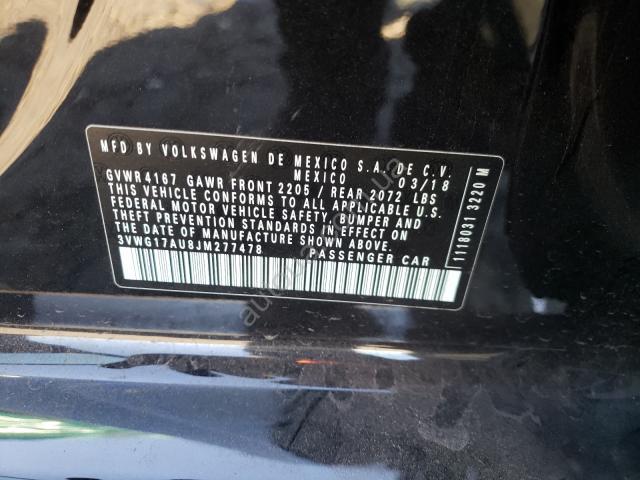 MFD BY VOLKSWAGEN DE MEXICO S.A. DE C.V.
MEXICO 03/18
GVWR4167 GAWR FRONT 2205 / REAR 2072 LBS
THIS VEHICLE CONFORMS TO ALL APPLICABLE U.S.
FEDERAL MOTOR VEHICLE SAFETY, BUMPER AND
THEFT PREVENTION STANDARDS IN EFFECT ON
THE DATE OF MANUFACTURE SHOWN ABOVE.
3VWG17AU8JM277478 PASSENGER CAR
1118031 3220 M